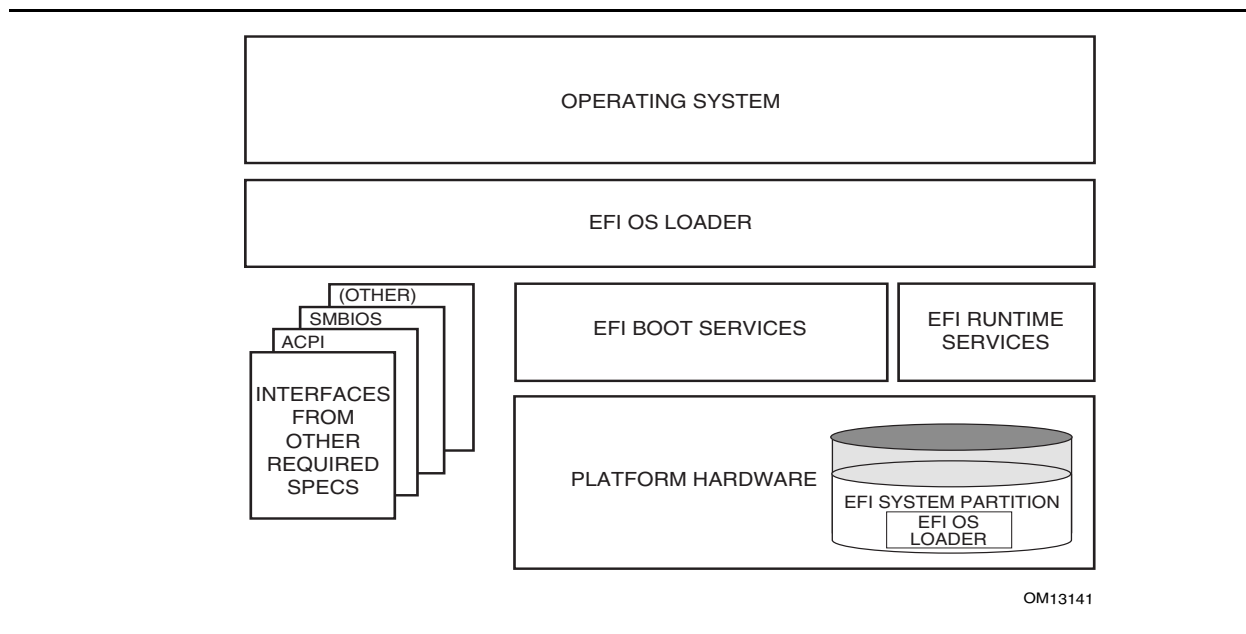 OPERATING SYSTEM
EFI OS LOADER
(OTHER)
SMBIOS
ACPI
INTERFACES
FROM
OTHER
REQUIRED
SPECS
EFI BOOT SERVICES
EFI RUNTIME
SERVICES
PLATFORM HARDWARE
EFI SYSTEM PARTITION
EFI OS
LOADER
OM13141